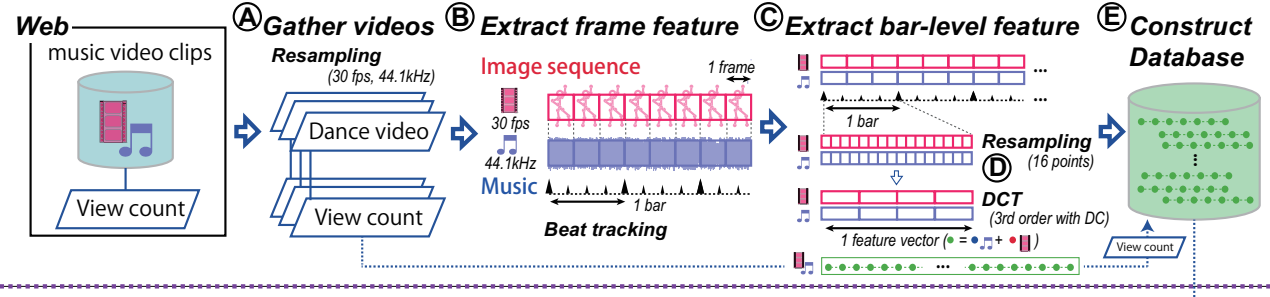 Web
music video clips
View count
Ⓐ Gather videos
Resampling
(30 fps, 44.1kHz)
Dance video
View count
Ⓑ Extract frame feature
Image sequence
1 frame
30 fps
44.1kHz
Music
1 bar
Beat tracking
Ⓒ Extract bar-level feature
...
...
1 bar
Resampling
(16 points)
Ⓓ
DCT
(3rd order with DC)
1 feature vector ( = + )
...
Ⓔ Construct
Database
...
View count